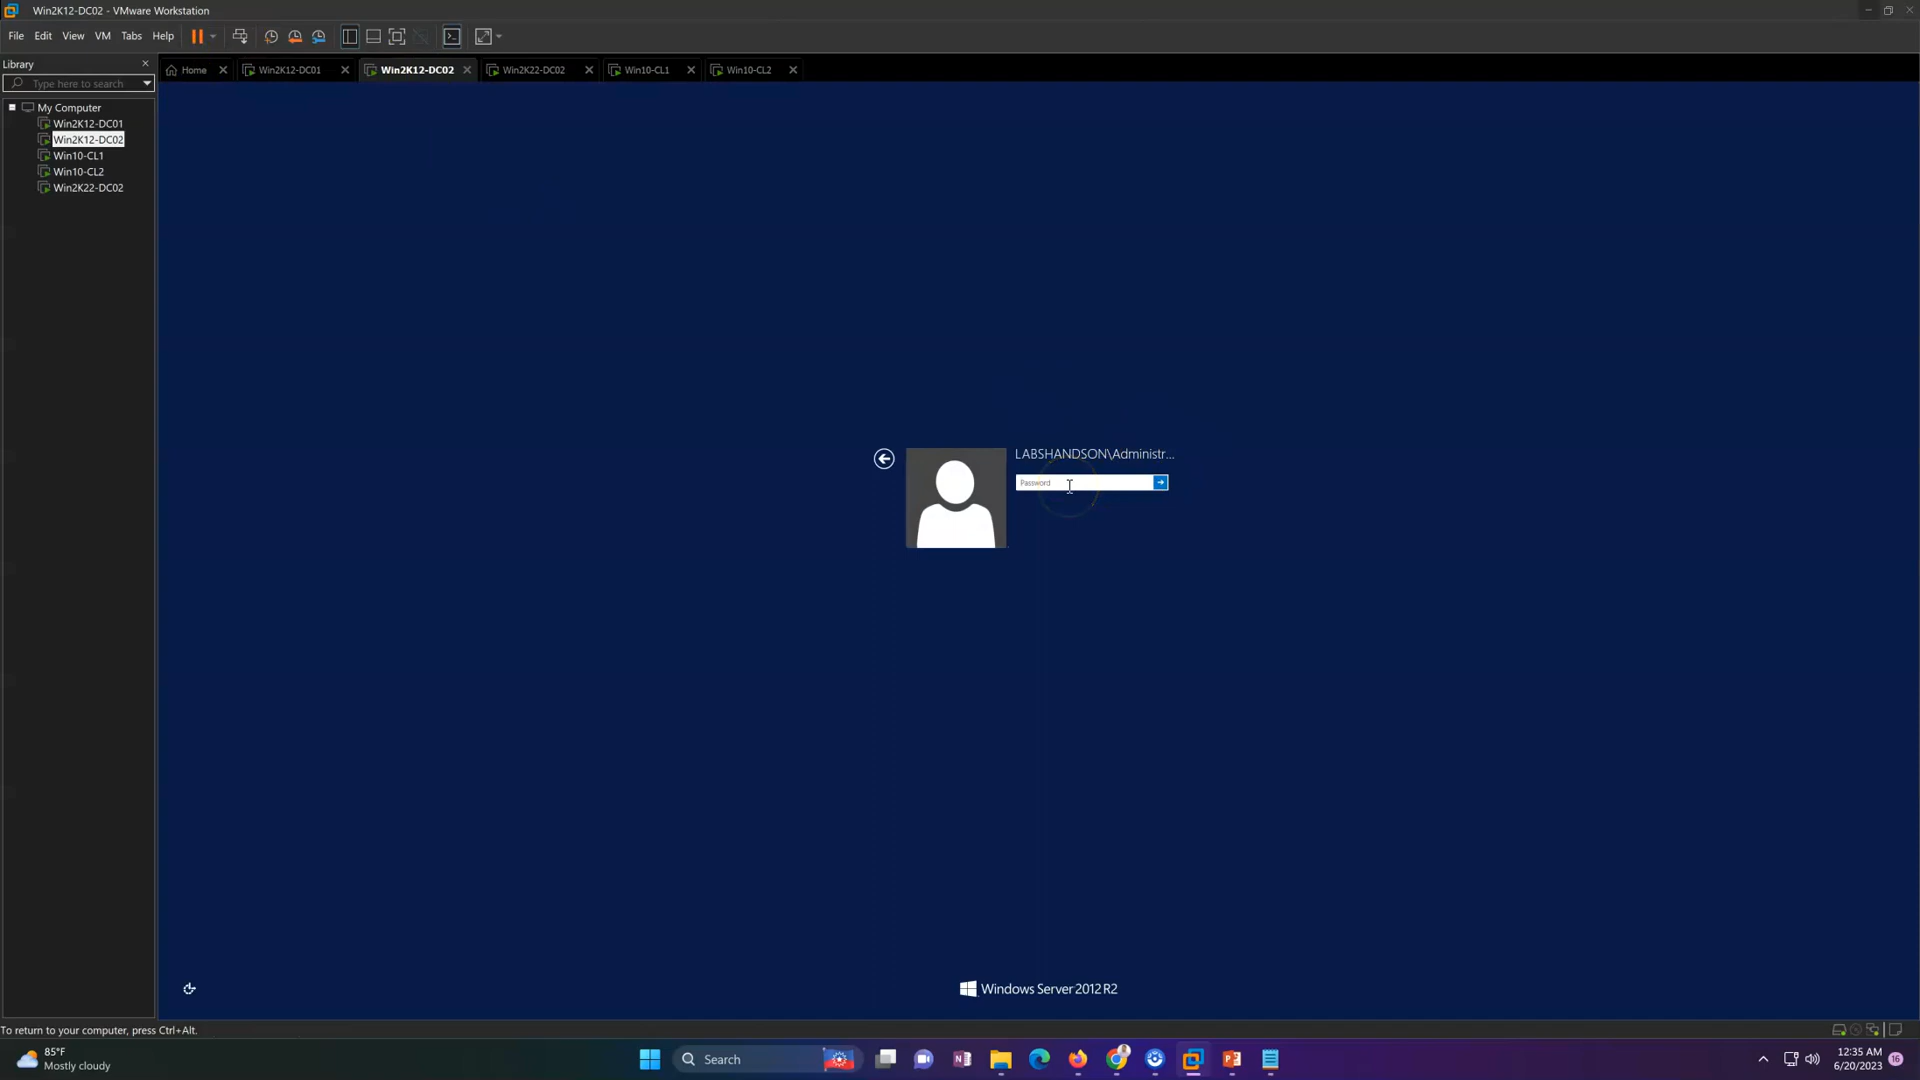 Win2K12-DC02 - VMware Workstation
File Edit View VM Tabs Help
Library
Type here to search
Home
Win2K12-DC01
Win2K12-DC02
Win2K22-DC02
Win10-CL1
Win10-CL2
My Computer
Win2K12-DC01
Win2K12-DC02
Win10-CL1
Win10-CL2
Win2K22-DC02
LABSHANDSON\Administr...
Password
Windows Server 2012 R2
To return to your computer, press Ctrl+Alt.
85°F
Mostly cloudy
Search
12:35 AM
6/20/2023
16